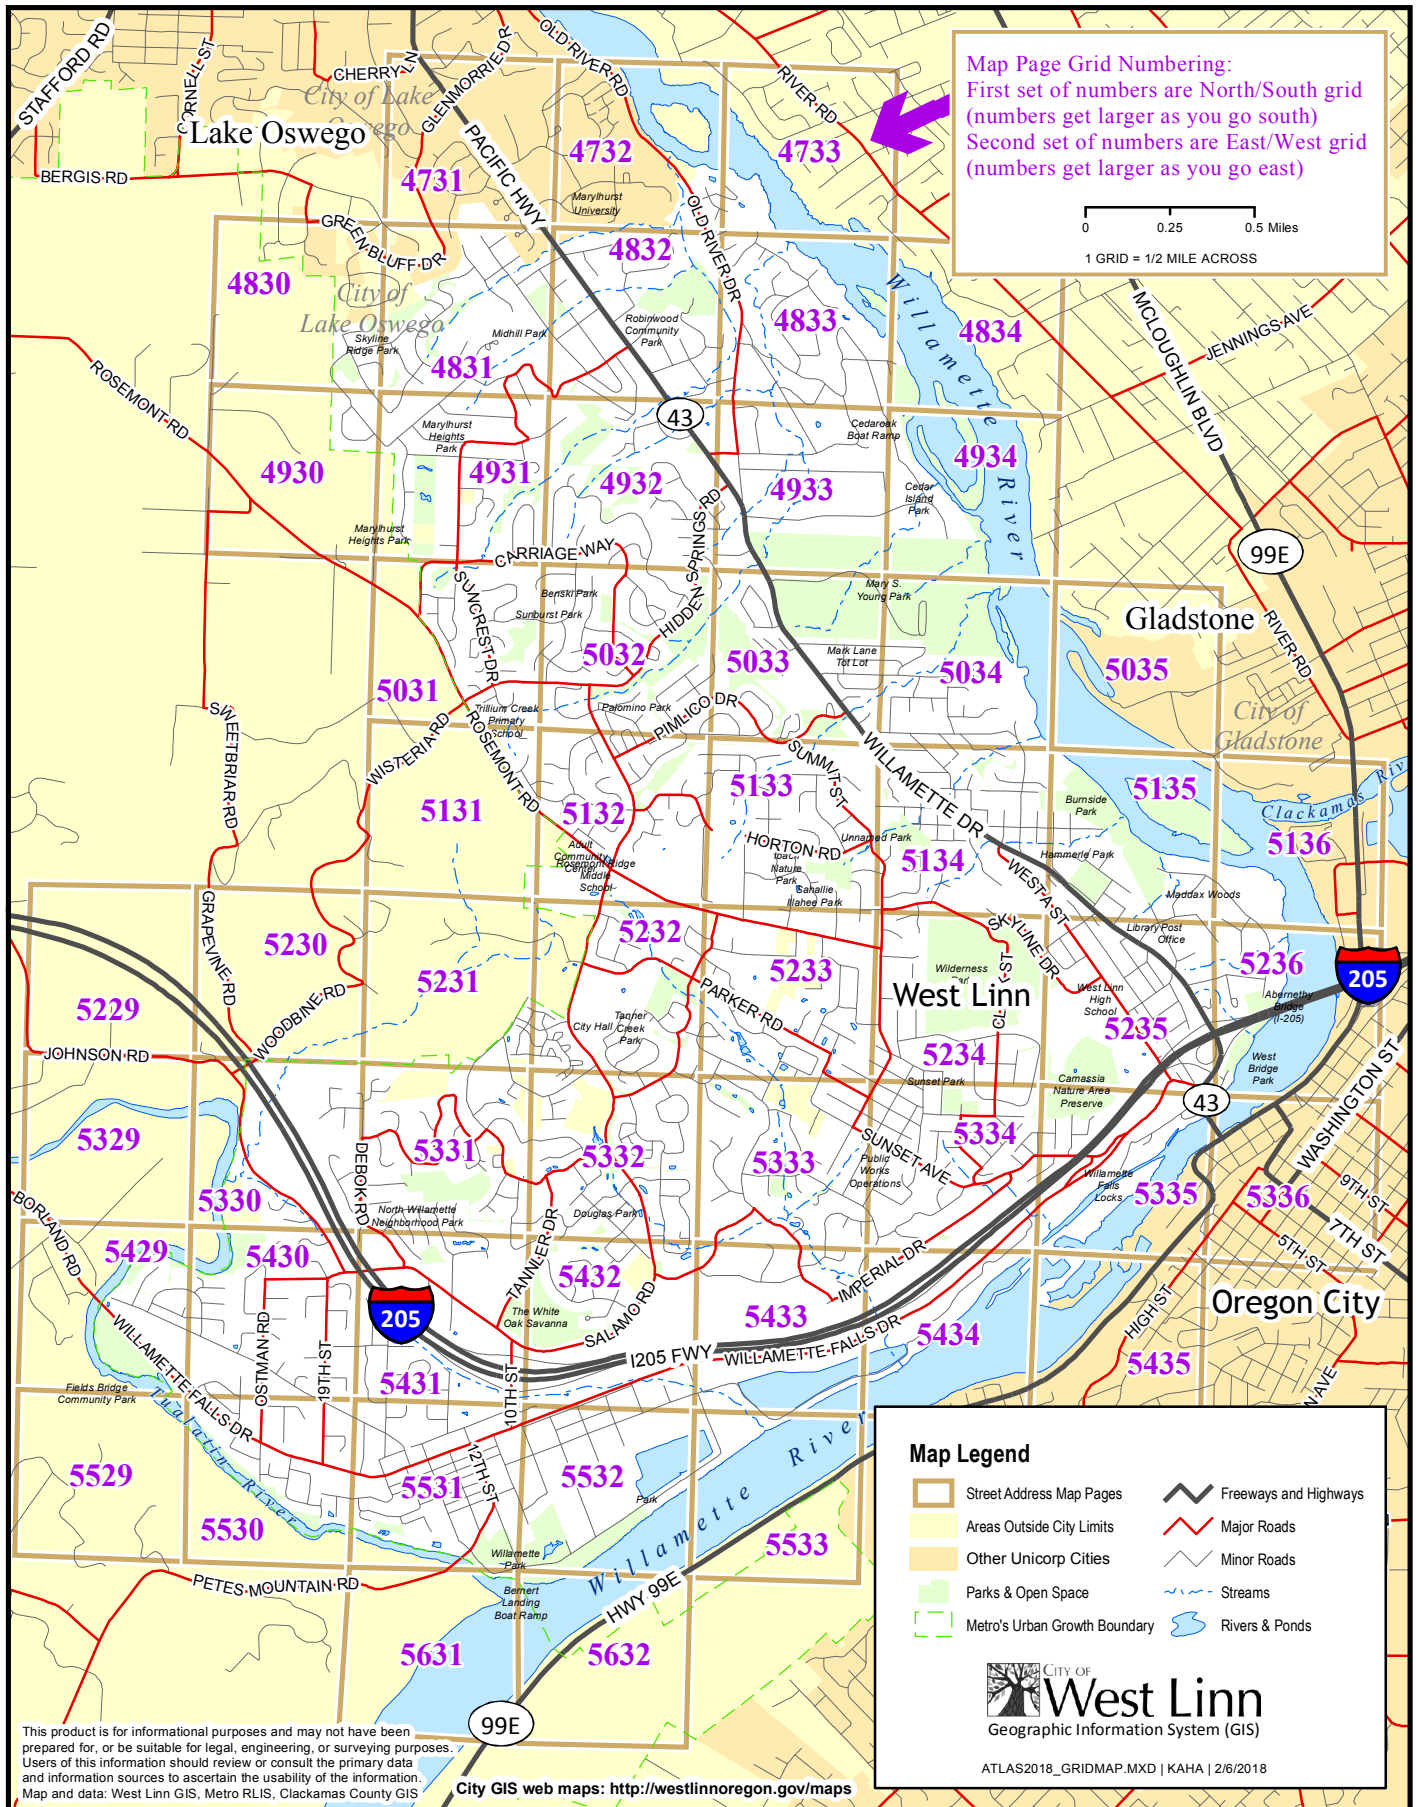 Map Page Grid Numbering:
First set of numbers are North/South grid
(numbers get larger as you go south)
Second set of numbers are East/West grid
(numbers get larger as you go east)
0 0.25 0.5 Miles
1 GRID = 1/2 MILE ACROSS
STAFFORD RD
CORNELL ST
CHERRY LN
GLENMORRIE DR
OLD RIVER RD
RIVER RD
City of Lake
Oswego
Lake Oswego
PACIFIC HWY
4732
4733
4731
BERGIS RD
Marylhurst
University
OLD RIVER DR
GREEN BLUFF DR
4832
4830
City of
Lake Oswego
Willamette River
MCLOUGHLIN BLVD
JENNINGS AVE
Skyline
Ridge Park
Midhill Park
Robinwood
Community
Park
4833
4834
4831
ROSEMONT RD
43
Marylhurst
Heights
Park
Cedaroak
Boat Ramp
4930
4931
4932
4933
4934
Cedar
Island
Park
Marylhurst
Heights Park
99E
CARRIAGE WAY
HIDDEN SPRINGS RD
SUNCREST DR
Benski Park
Sunburst Park
Mary S.
Young Park
Gladstone
RIVER RD
5032
5033
Mark Lane
Tot Lot
5034
5035
5031
SWEETBRIAR RD
WISTERIA RD
Trillium Creek
Primary
School
Palomino Park
PIMLICO DR
City of
Gladstone
ROSEMONT RD
SUMMIT ST
WILLAMETTE DR
5131
5132
5133
5134
5135
5136
Burnside
Park
Clackamas Riv
HORTON RD
Unnamed Park
Hammerle Park
Adult
Community
Center
Rosemont Ridge
Middle
School
Nature
Park
Sahallie
Illahee Park
WEST A ST
Maddax Woods
GRAPEVINE RD
5230
5231
5232
5233
SKYLINE DR
Library
Post
Office
5236
205
Wilderness
West Linn
West Linn
High
School
Abernethy
Bridge
(I-205)
5229
PARKER RD
5235
City Hall
Tanner
Creek
Park
WOODBINE RD
JOHNSON RD
5234
Sunset Park
Camassia
Nature Area
Preserve
West
Bridge
Park
WASHINGTON ST
43
5329
5330
5331
5332
5333
5334
5335
5336
DEBOK RD
SUNSET AVE
Public
Works
Operations
Willamette
Falls
Locks
9TH ST
7TH ST
5TH ST
BORLAND RD
North Willamette
Neighborhood Park
TANNLER DR
Douglas Park
5429
5430
5432
IMPERIAL DR
205
OSTMAN RD
19TH ST
The White
Oak Savanna
SALAMO RD
5433
5434
HIGH ST
Oregon City
5435
WILLAMETTE FALLS DR
I205 FWY
WILLAMETTE FALLS DR
5431
10TH ST
N AVE
Fields Bridge
Community Park
Tualatin River
12TH ST
5529
5530
5531
5532
5533
Park
Willamette River
Willamette
Park
PETES MOUNTAIN RD
Bernert
Landing
Boat Ramp
HWY 99E
5631
5632
99E
Map Legend
Street Address Map Pages
Areas Outside City Limits
Other Unicorp Cities
Parks & Open Space
Metro's Urban Growth Boundary
Freeways and Highways
Major Roads
Minor Roads
Streams
Rivers & Ponds
CITY OF
West Linn
Geographic Information System (GIS)
ATLAS2018_GRIDMAP.MXD | KAHA | 2/6/2018
This product is for informational purposes and may not have been
prepared for, or be suitable for legal, engineering, or surveying purposes.
Users of this information should review or consult the primary data
and information sources to ascertain the usability of the information.
Map and data: West Linn GIS, Metro RLIS, Clackamas County GIS
City GIS web maps: http://westlinnoregon.gov/maps